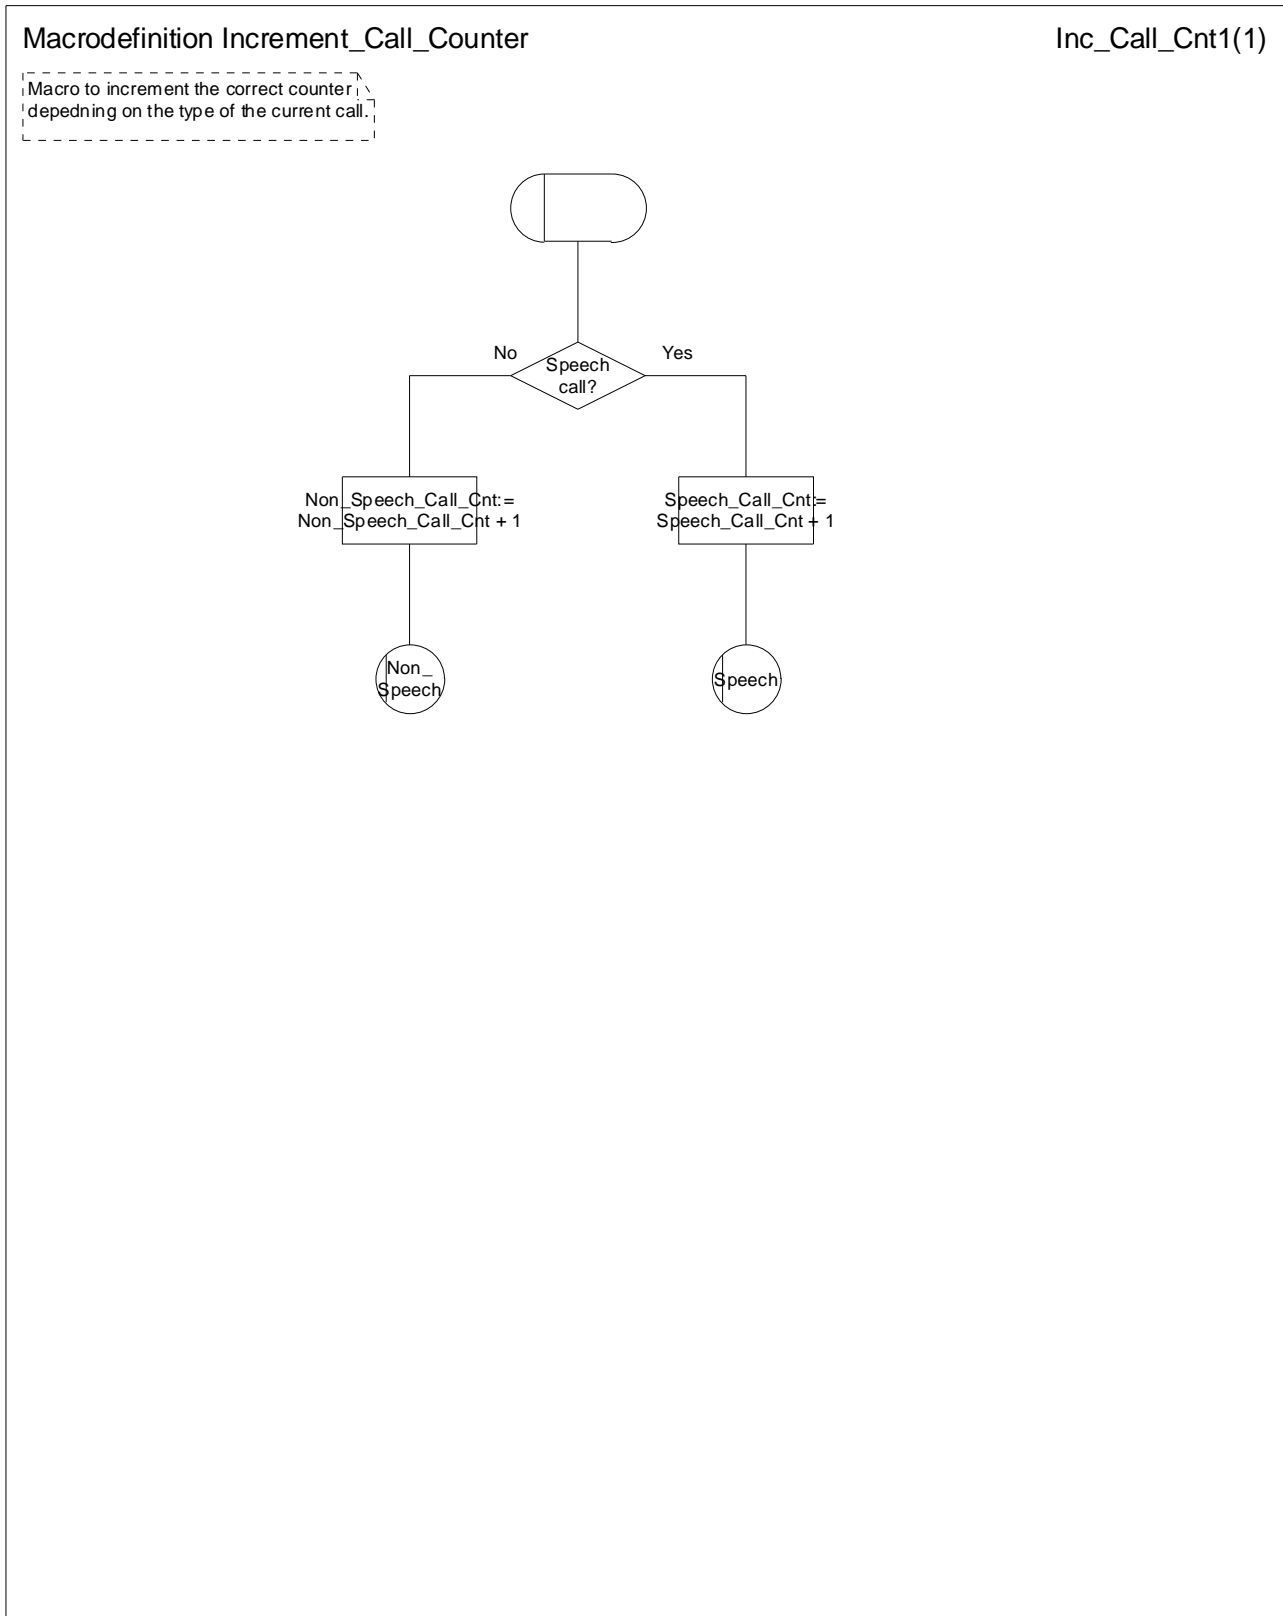 Macrodefinition Increment_Call_Counter
Inc_Call_Cnt1(1)
Macro to increment the correct counter
depedning on the type of the current call.
No
Yes
Speech
call?
Non_Speech_Call_Cnt:=
Non_Speech_Call_Cnt + 1
Speech_Call_Cnt:=
Speech_Call_Cnt + 1
Non_
Speech
Speech